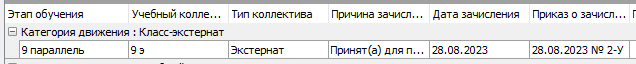 Этап обучения Учебный колле... Тип коллектива Причина зачисл... Дата зачисления Приказ о зачисл...
Категория движения : Класс-экстернат
9 параллель 9 э Экстернат Принят(а) для п... 28.08.2023 28.08.2023 № 2-У